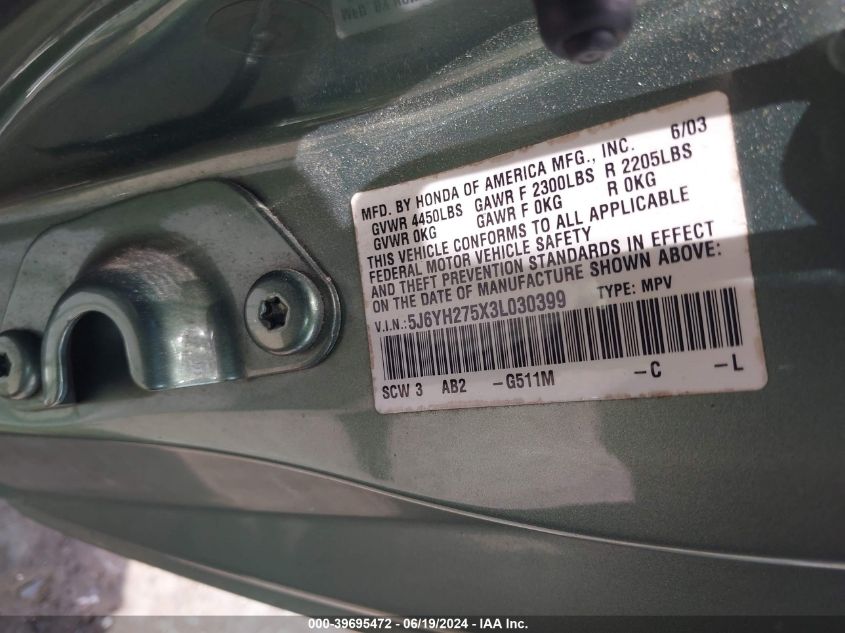 MFD. BY HONDA OF AMERICA MFG., INC. 6/03
GVWR 4450LBS GAWR F 2300LBS R 2205LBS
GVWR 0KG GAWR F 0KG R 0KG
THIS VEHICLE CONFORMS TO ALL APPLICABLE
FEDERAL MOTOR VEHICLE SAFETY
AND THEFT PREVENTION STANDARDS IN EFFECT
ON THE DATE OF MANUFACTURE SHOWN ABOVE:
V.I.N.:5J6YH275X3L030399 TYPE: MPV
SCW 3 AB2 -G511M -C -L
000-39695472 - 06/19/2024 - IAAI.COM